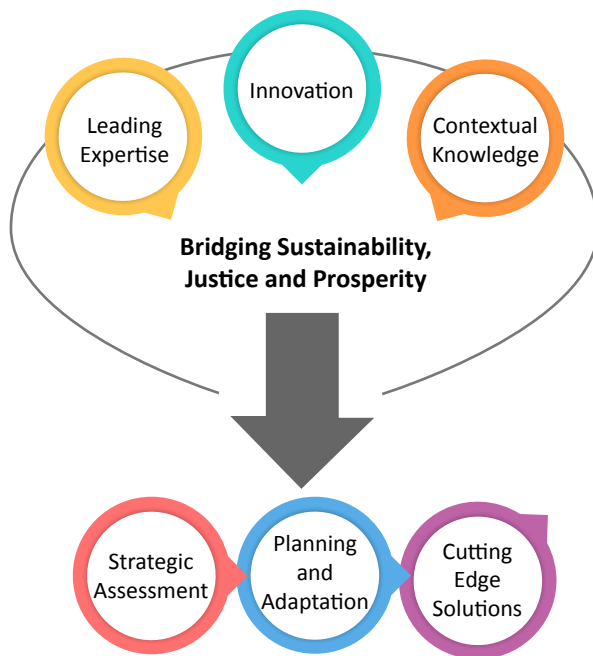 Innovation
Leading
Expertise
Contextual
Knowledge
Bridging Sustainability,
Justice and Prosperity
Strategic
Assessment
Planning
and
Adaptation
Cutting
Edge
Solutions